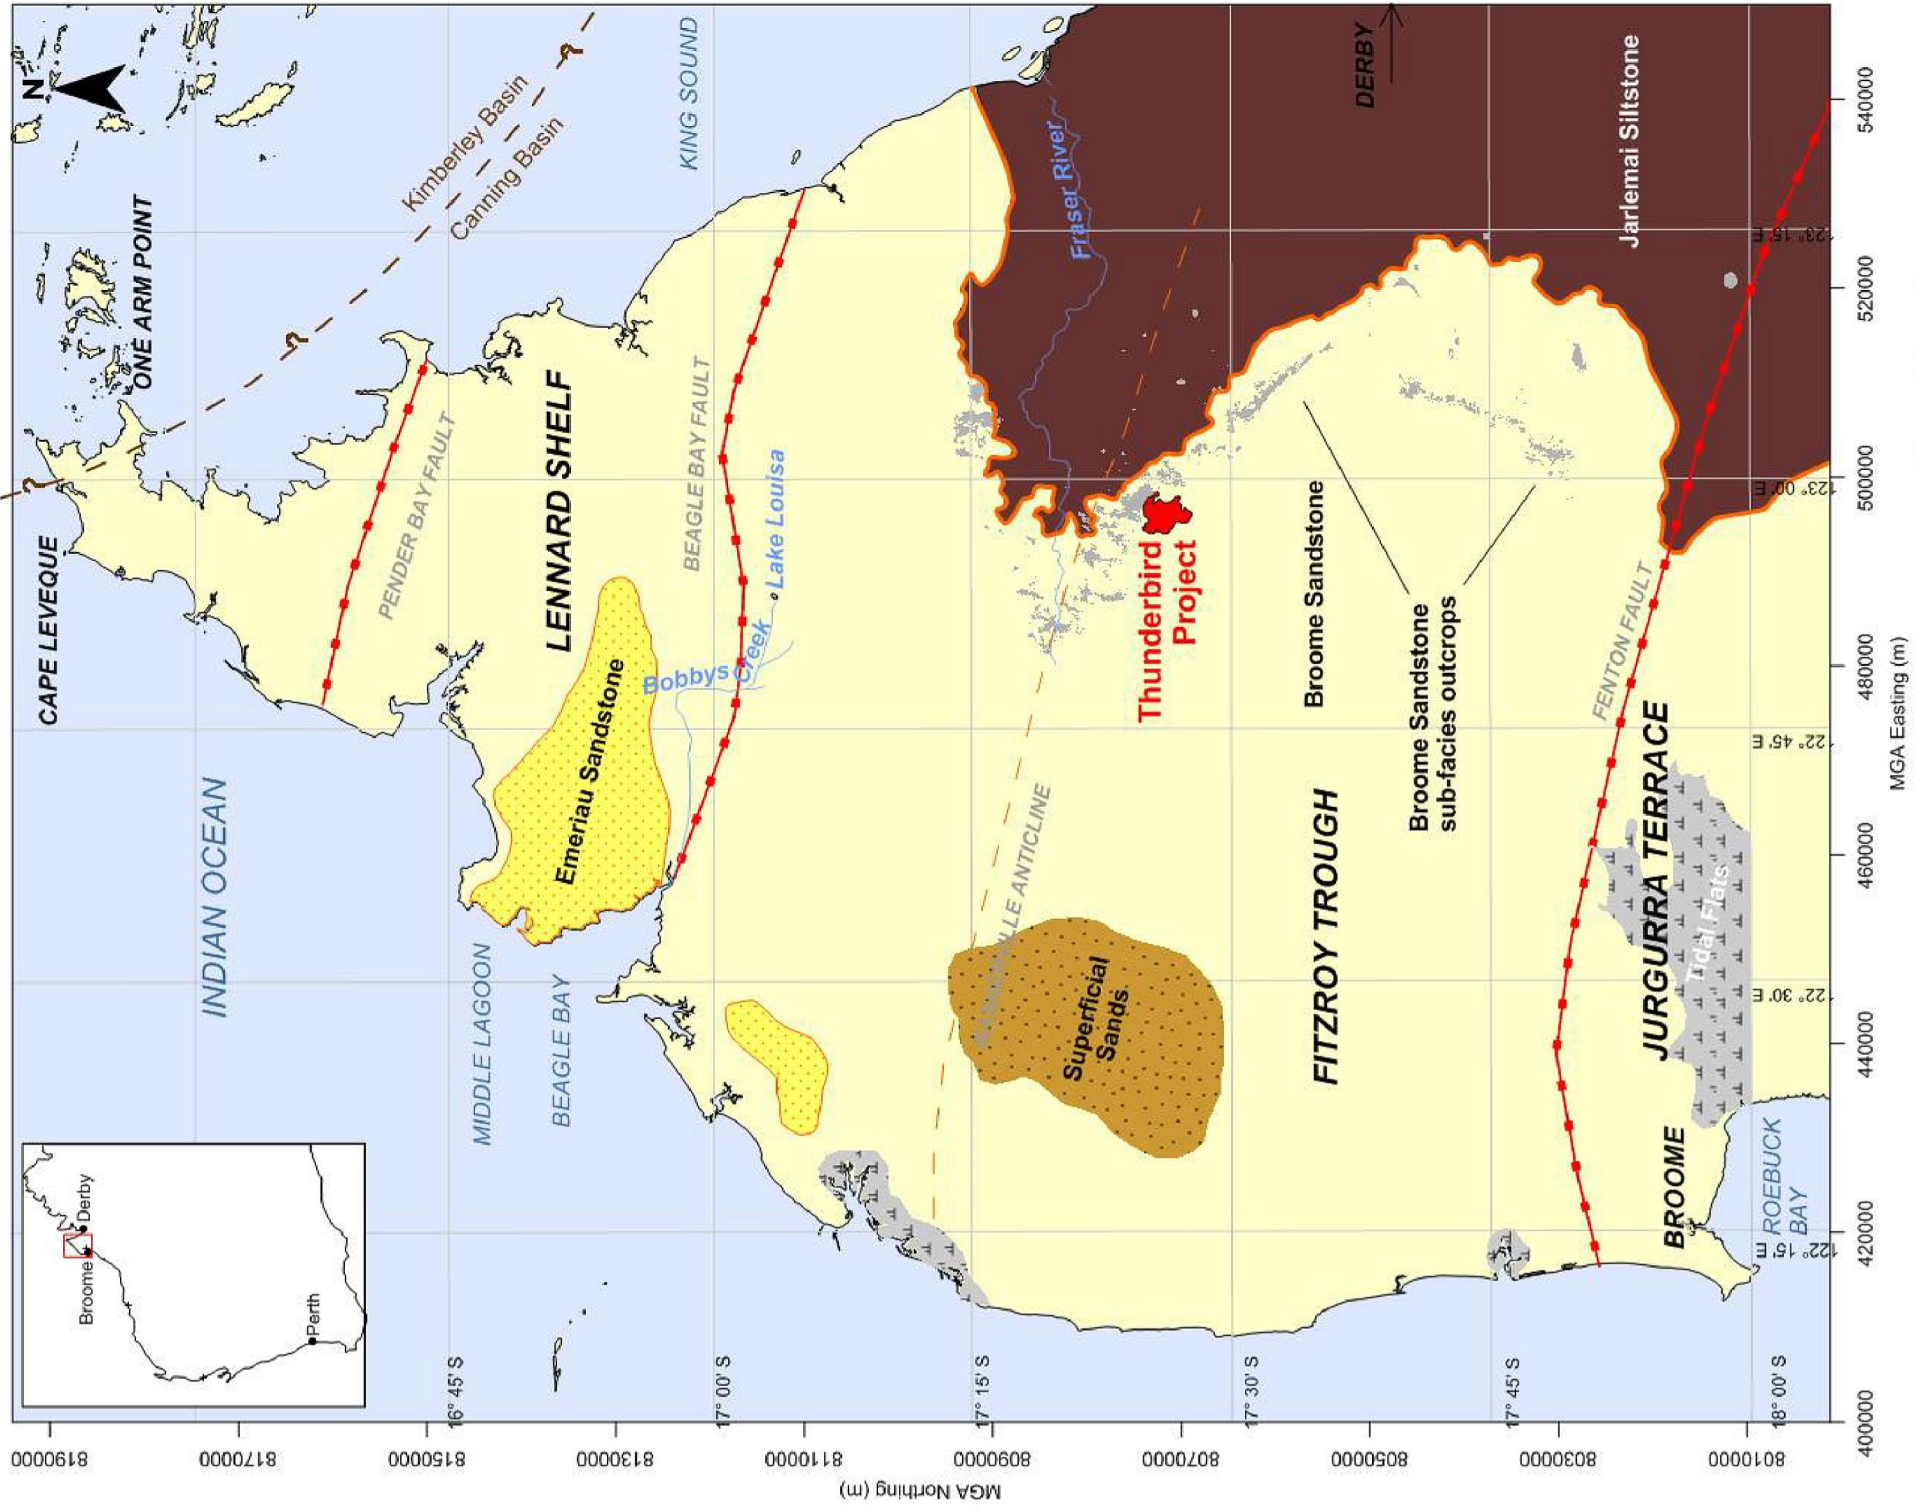 N
CAPE LEVEQUE
ONE ARM POINT
INDIAN OCEAN
Kimberley Basin
Canning Basin
KING SOUND
?
?
?
PENDER BAY FAULT
LENNARD SHELF
MIDDLE LAGOON
BEAGLE BAY
Emeriau Sandstone
BEAGLE BAY FAULT
Bobbys Creek
Lake Louisa
Fraser River
Superficial
Sands
Thunderbird
Project
Broome Sandstone
FITZROY TROUGH
Broome Sandstone
sub-facies outcrops
DERBY
Jarlemai Siltstone
FENTON FAULT
JURGURRA TERRACE
Tidal Flats
BROOME
ROEBUCK
BAY
Derby
Broome
Perth
16° 45' S
17° 00' S
17° 15' S
17° 30' S
17° 45' S
18° 00' S
122° 15' E
122° 30' E
122° 45' E
123° 00' E
123° 15' E
8190000
8170000
8150000
8130000
8110000
8090000
8070000
8050000
8030000
8010000
MGA Northing (m)
400000
420000
440000
460000
480000
500000
520000
540000
MGA Easting (m)
ANTICLINE